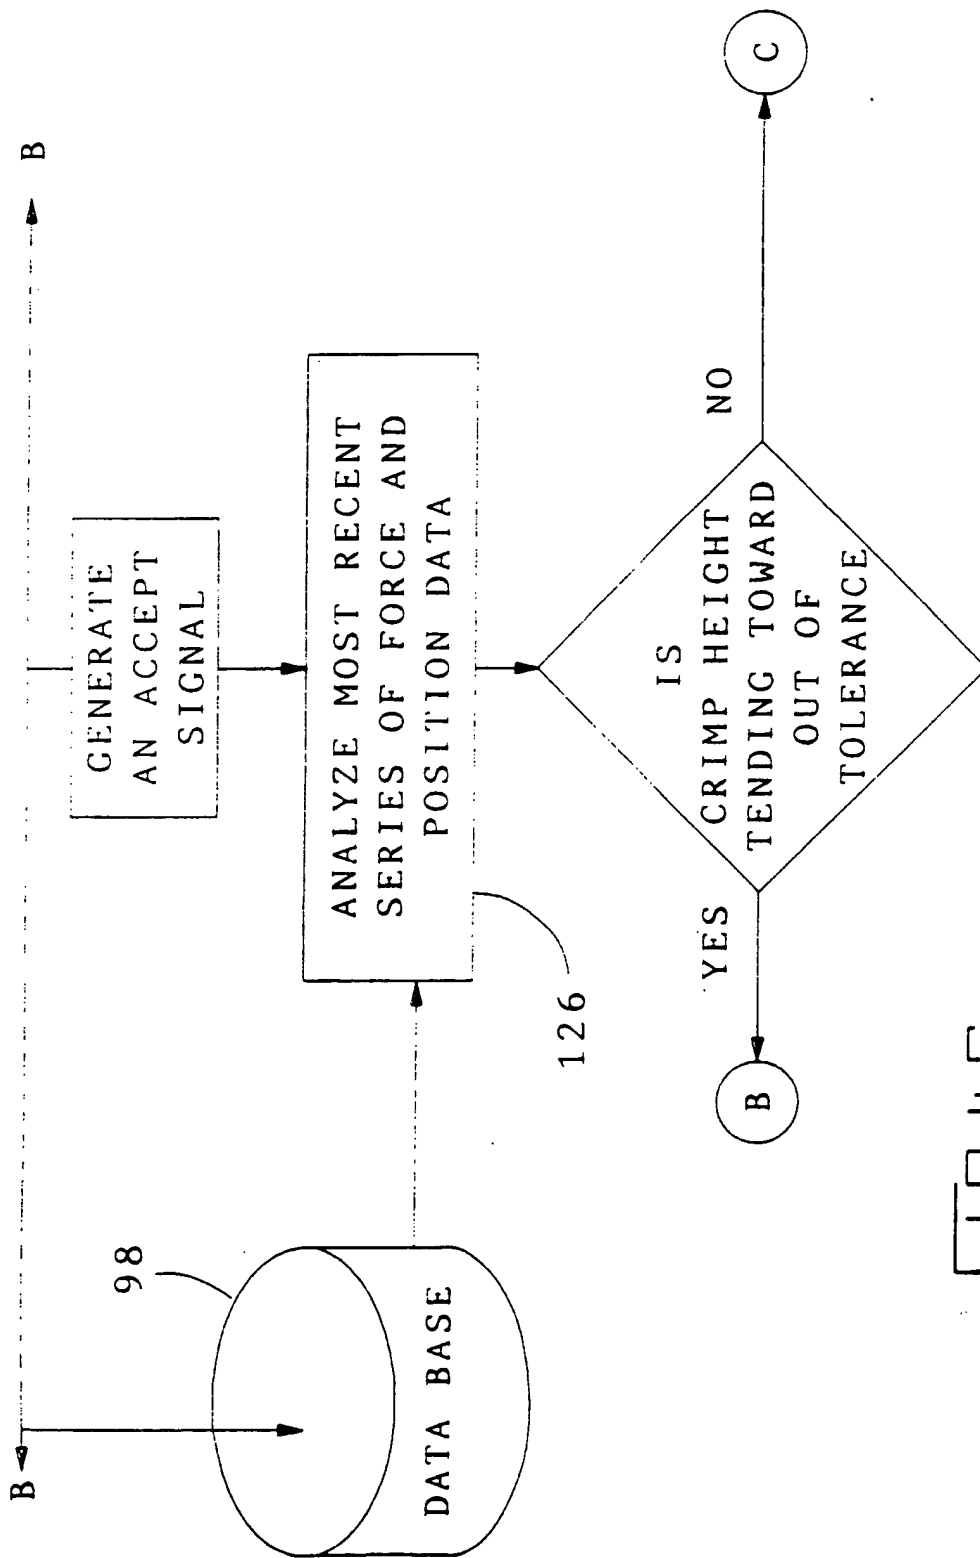 B
B
GENERATE
AN ACCEPT
SIGNAL
98
DATA BASE
ANALYZE MOST RECENT
SERIES OF FORCE AND
POSITION DATA
126
IS
CRIMP HEIGHT
TENDING TOWARD
OUT OF
TOLERANCE
YES
NO
B
C